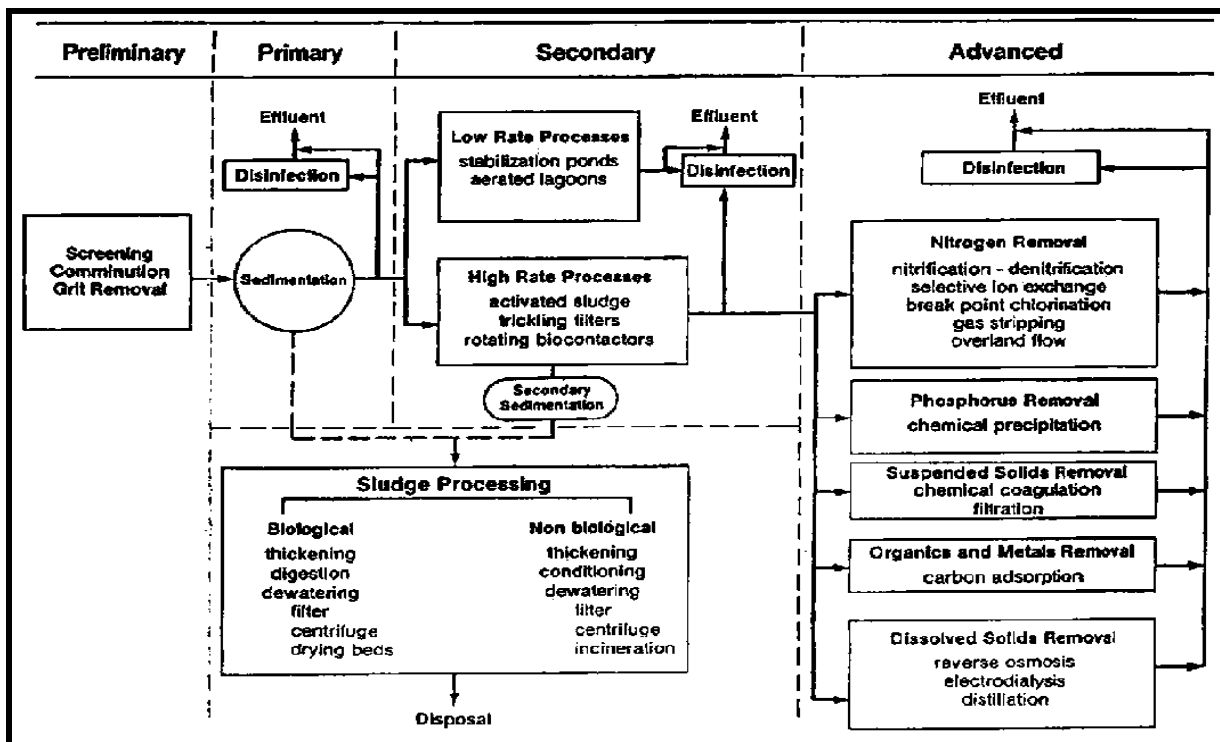 Preliminary
Primary
Secondary
Advanced
Screening
Comminution
Grit Removal
Effluent
Disinfection
Sedimentation
Low Rate Processes
stabilization ponds
aerated lagoons
High Rate Processes
activated sludge
trickling filters
rotating biocontactors
Secondary
Sedimentation
Effluent
Disinfection
Sludge Processing
Biological
thickening
digestion
dewatering
filter
centrifuge
drying beds
Non biological
thickening
conditioning
dewatering
filter
centrifuge
incineration
Disposal
Effluent
Disinfection
Nitrogen Removal
nitrification - denitrification
selective ion exchange
break point chlorination
gas stripping
overland flow
Phosphorus Removal
chemical precipitation
Suspended Solids Removal
chemical coagulation
filtration
Organics and Metals Removal
carbon adsorption
Dissolved Solids Removal
reverse osmosis
electrodialysis
distillation